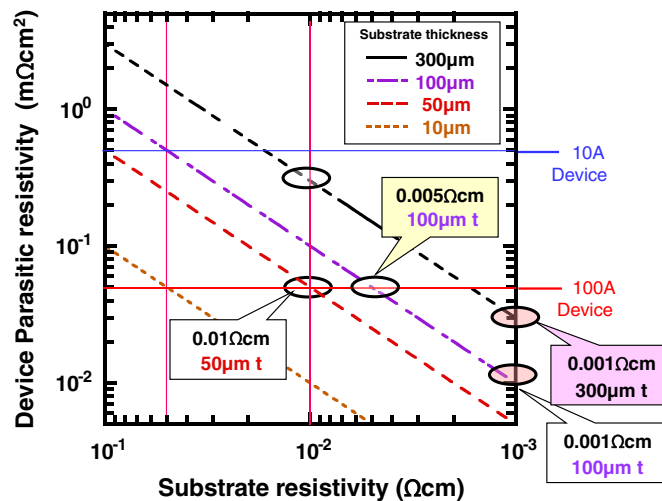 Device Parasitic resistivity (mΩcm²)
10⁰
10⁻¹
10⁻²
10⁻¹
10⁻²
10⁻³
Substrate resistivity (Ωcm)
Substrate thickness
300μm
100μm
50μm
10μm
10A
Device
0.005Ωcm
100μm t
100A
Device
0.01Ωcm
50μm t
0.001Ωcm
300μm t
0.001Ωcm
100μm t